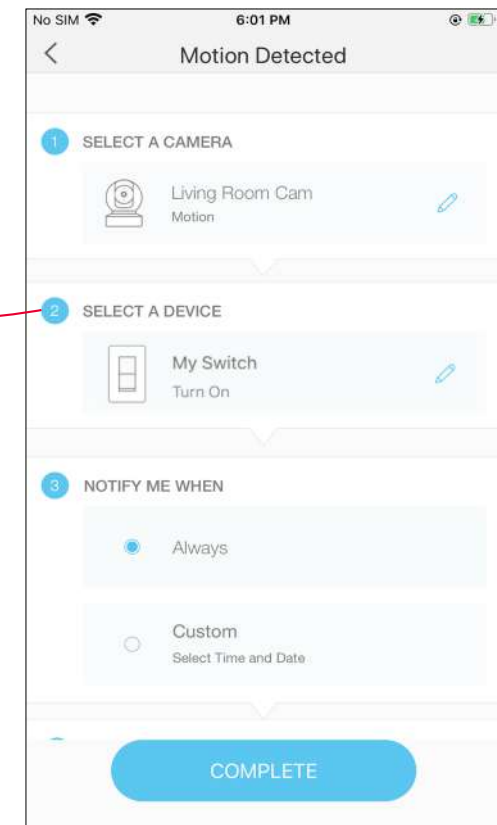 No SIM 6:01 PM
Motion Detected
1 SELECT A CAMERA
Living Room Cam
Motion
2 SELECT A DEVICE
My Switch
Turn On
3 NOTIFY ME WHEN
Always
Custom
Select Time and Date
COMPLETE